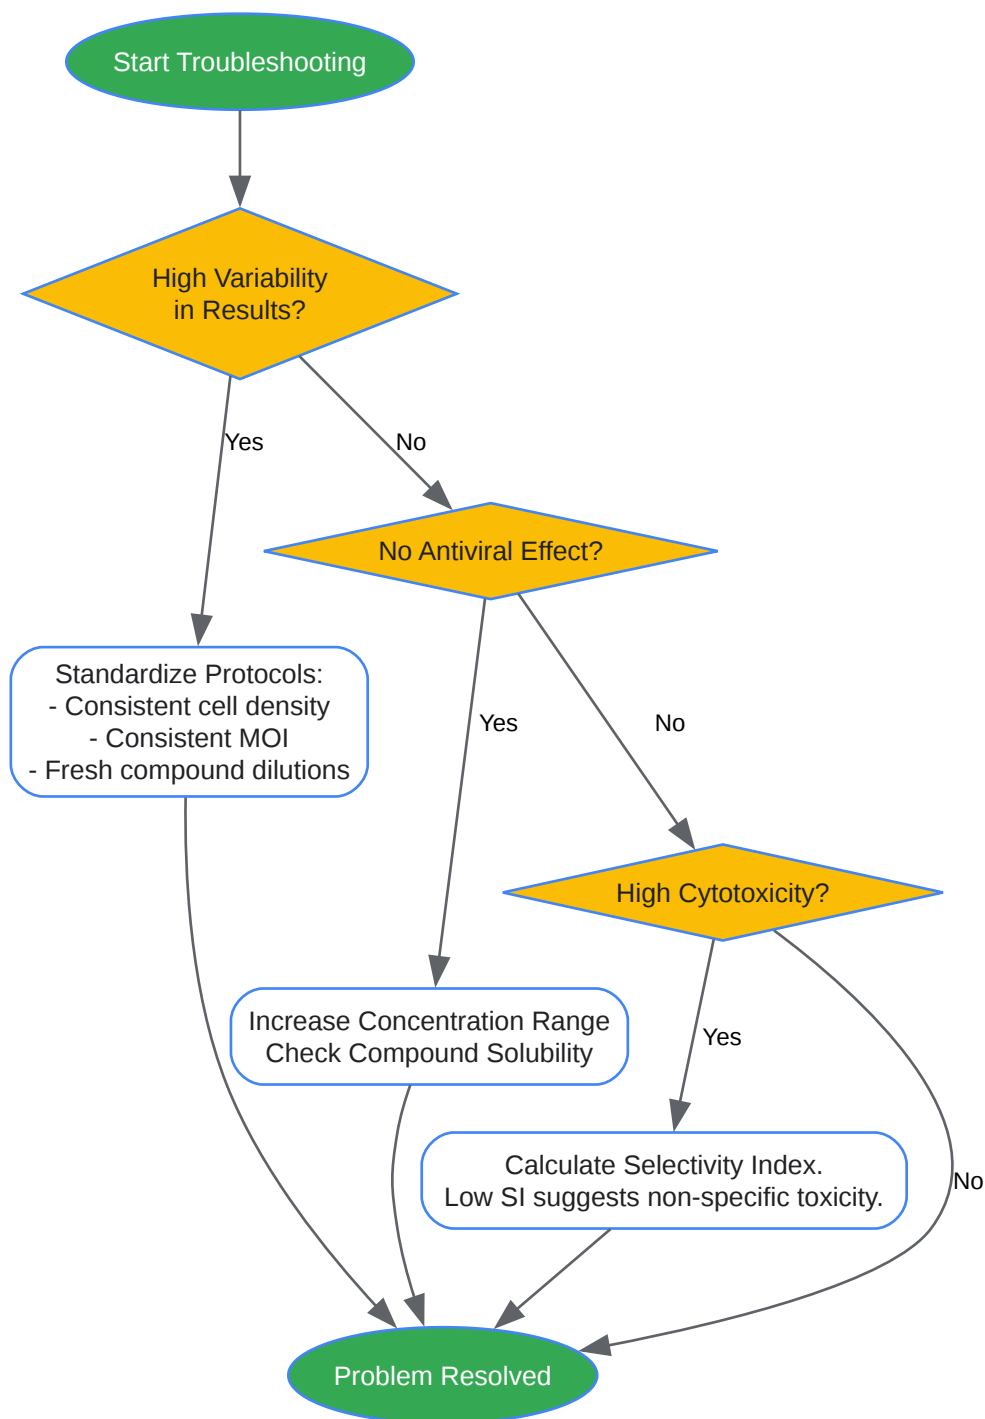 Start Troubleshooting
High Variability
in Results?
Yes
No
No Antiviral Effect?
Standardize Protocols:
- Consistent cell density
- Consistent MOI
- Fresh compound dilutions
Yes
No
High Cytotoxicity?
Increase Concentration Range
Check Compound Solubility
Yes
Calculate Selectivity Index.
Low SI suggests non-specific toxicity.
No
Problem Resolved